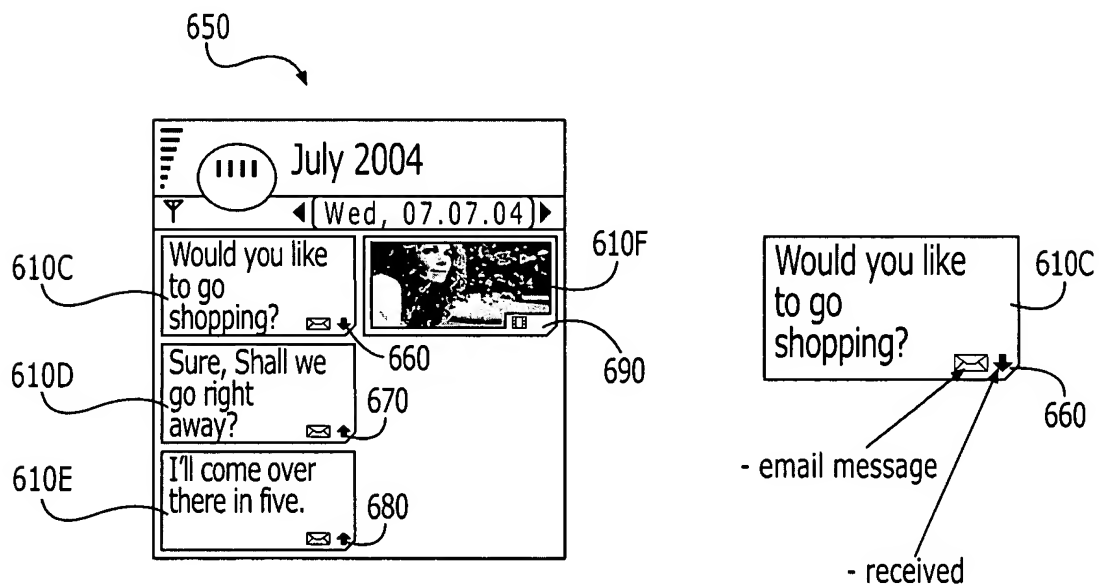 650
July 2004
Wed, 07.07.04
610C
Would you like
to go
shopping?
660
610F
690
610D
Sure, Shall we
go right
away?
670
610E
I'll come over
there in five.
680
Would you like
to go
shopping?
610C
660
- email message
- received